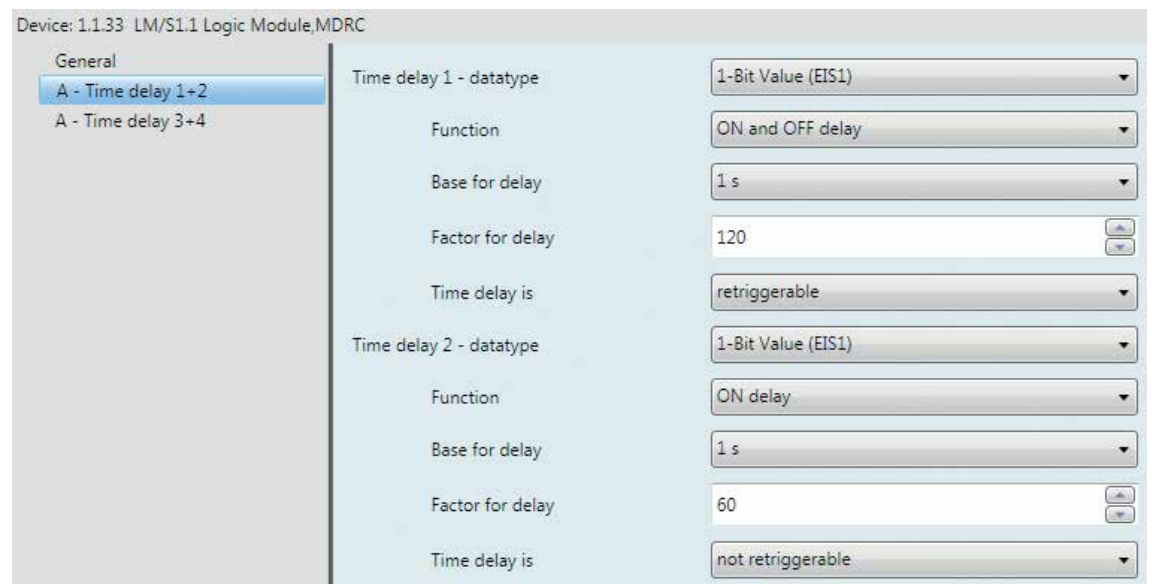 Device: 1.1.33 LM/S1.1 Logic Module,MDRC
General
A - Time delay 1+2
A - Time delay 3+4
Time delay 1 - datatype 1-Bit Value (EIS1)
Function ON and OFF delay
Base for delay 1 s
Factor for delay 120
Time delay is retriggerable
Time delay 2 - datatype 1-Bit Value (EIS1)
Function ON delay
Base for delay 1 s
Factor for delay 60
Time delay is not retriggerable